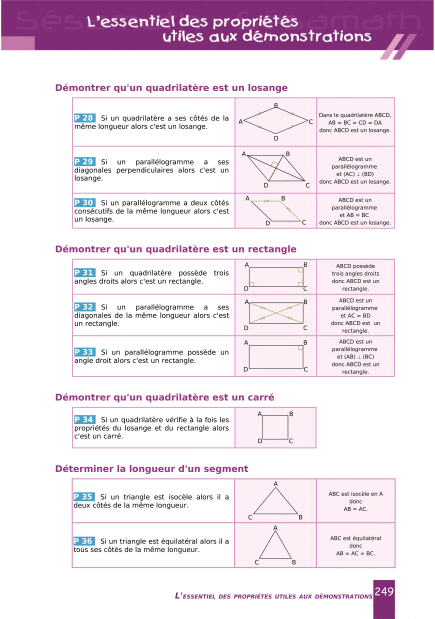 L'essentiel des propriétés
utiles aux démonstrations
Démontrer qu'un quadrilatère est un losange
P 28 Si un quadrilatère a ses côtés de la
même longueur alors c'est un losange.
B
A C
D
Dans le quadrilatère ABCD,
AB = BC = CD = DA
donc ABCD est un losange.
P 29 Si un parallélogramme a ses
diagonales perpendiculaires alors c'est un
losange.
A B
D C
ABCD est un
parallélogramme
et (AC) ⊥ (BD)
donc ABCD est un losange.
P 30 Si un parallélogramme a deux côtés
consécutifs de la même longueur alors c'est
un losange.
A B
D C
ABCD est un
parallélogramme
et AB = BC
donc ABCD est un losange.
Démontrer qu'un quadrilatère est un rectangle
P 31 Si un quadrilatère possède trois
angles droits alors c'est un rectangle.
A B
D C
ABCD possède
trois angles droits
donc ABCD est un
rectangle.
P 32 Si un parallélogramme a ses
diagonales de la même longueur alors c'est
un rectangle.
A B
D C
ABCD est un
parallélogramme
et AC = BD
donc ABCD est un
rectangle.
P 33 Si un parallélogramme possède un
angle droit alors c'est un rectangle.
A B
D C
ABCD est un
parallélogramme
et (AB) ⊥ (BC)
donc ABCD est un
rectangle.
Démontrer qu'un quadrilatère est un carré
P 34 Si un quadrilatère vérifie à la fois les
propriétés du losange et du rectangle alors
c'est un carré.
A B
D C
Déterminer la longueur d'un segment
P 35 Si un triangle est isocèle alors il a
deux côtés de la même longueur.
A
C B
ABC est isocèle en A
donc
AB = AC.
P 36 Si un triangle est équilatéral alors il a
tous ses côtés de la même longueur.
A
C B
ABC est équilatéral
donc
AB = AC = BC.
L'ESSENTIEL DES PROPRIÉTÉS UTILES AUX DÉMONSTRATIONS 249